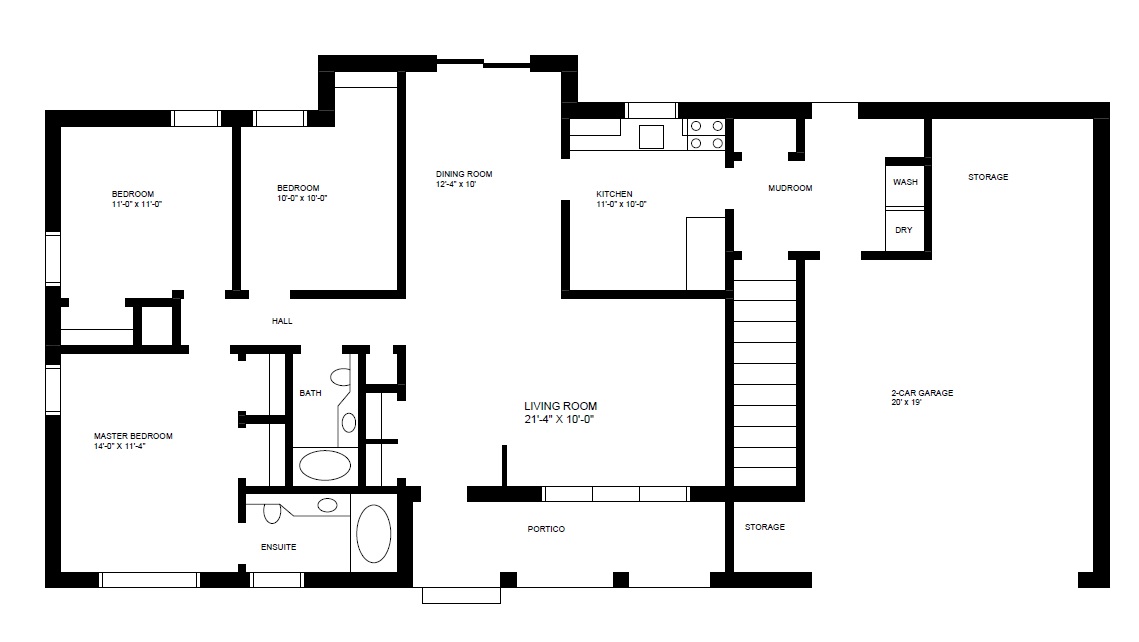 DINING ROOM
12'-4" x 10'
WASH
STORAGE
BEDROOM
11'-0" x 11'-0"
BEDROOM
10'-0" x 10'-0"
KITCHEN
11'-0" x 10'-0"
MUDROOM
DRY
HALL
BATH
LIVING ROOM
21'-4" X 10'-0"
2-CAR GARAGE
20' x 19'
MASTER BEDROOM
14'-0" X 11'-4"
PORTICO
STORAGE
ENSUITE